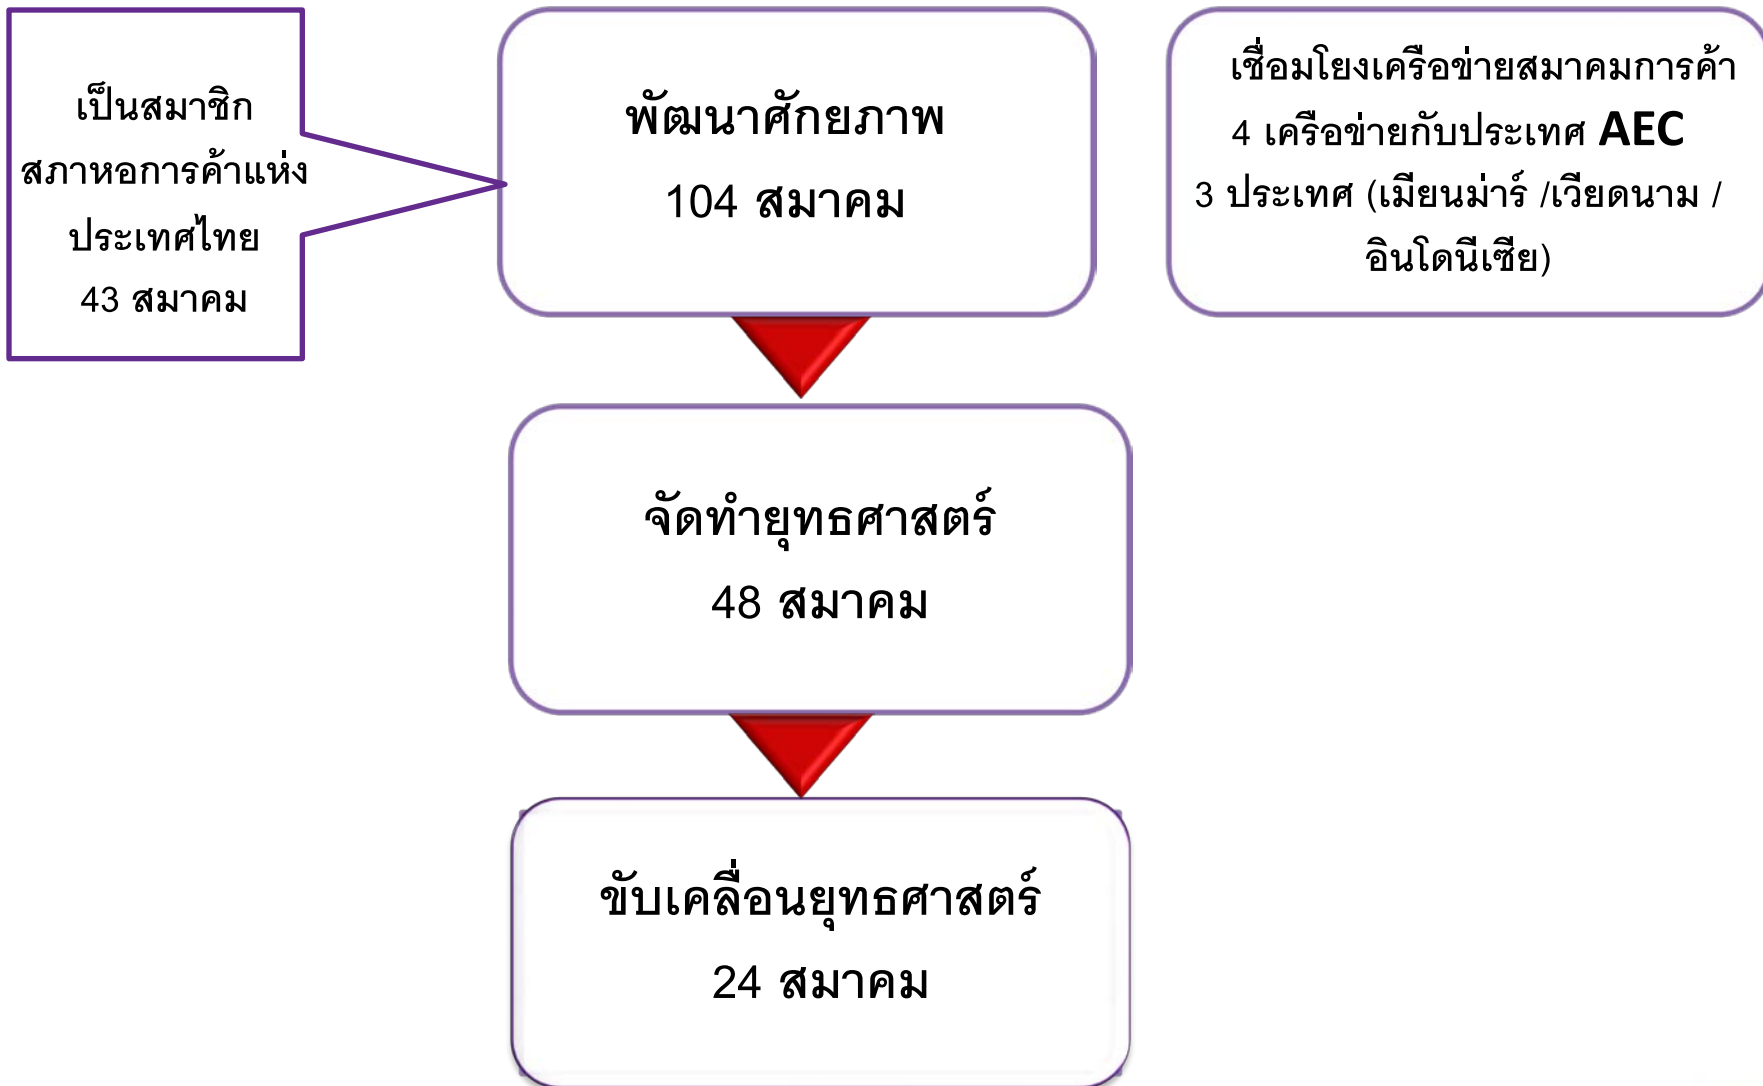 เป็นสมาชิก
สภาหอการค้าแห่ง
ประเทศไทย
43 สมาคม
พัฒนาศักยภาพ
104 สมาคม
เชื่อมโยงเครือข่ายสมาคมการค้า
4 เครือข่ายกับประเทศ AEC
3 ประเทศ (เมียนม่าร์ /เวียดนาม /
อินโดนีเซีย)
จัดทำยุทธศาสตร์
48 สมาคม
ขับเคลื่อนยุทธศาสตร์
24 สมาคม